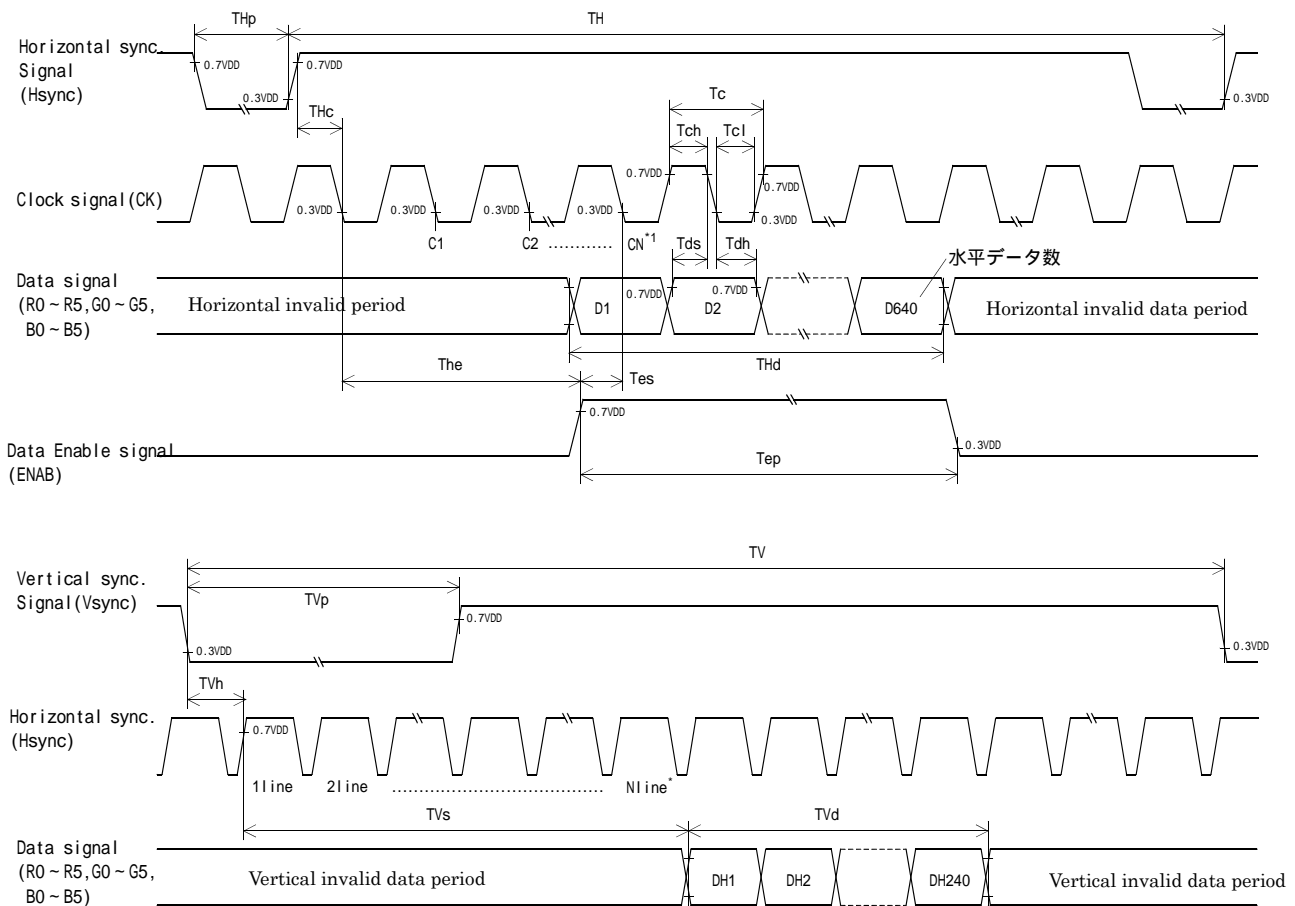 THp
TH
Horizontal sync.
Signal
(Hsync)
0.7VDD
0.7VDD
0.3VDD
0.3VDD
THc
Tc
Tch
Tcl
Clock signal(CK)
0.3VDD
0.3VDD
0.3VDD
0.3VDD
0.7VDD
0.7VDD
0.3VDD
C1
C2 ............ CN*1
Tds
Tdh
水平データ数
Data signal
(R0～R5,G0～G5,
B0～B5)
Horizontal invalid period
D1
0.7VDD
D2
0.7VDD
D640
Horizontal invalid data period
The
Tes
THd
0.7VDD
Data Enable signal
(ENAB)
0.3VDD
Tep
TV
Vertical sync.
Signal(Vsync)
TVp
0.7VDD
0.3VDD
0.3VDD
TVh
Horizontal sync.
(Hsync)
0.7VDD
1line
2line
.......................................
Nline*
TVs
TVd
Data signal
(R0～R5,G0～G5,
B0～B5)
Vertical invalid data period
DH1
DH2
DH240
Vertical invalid data period